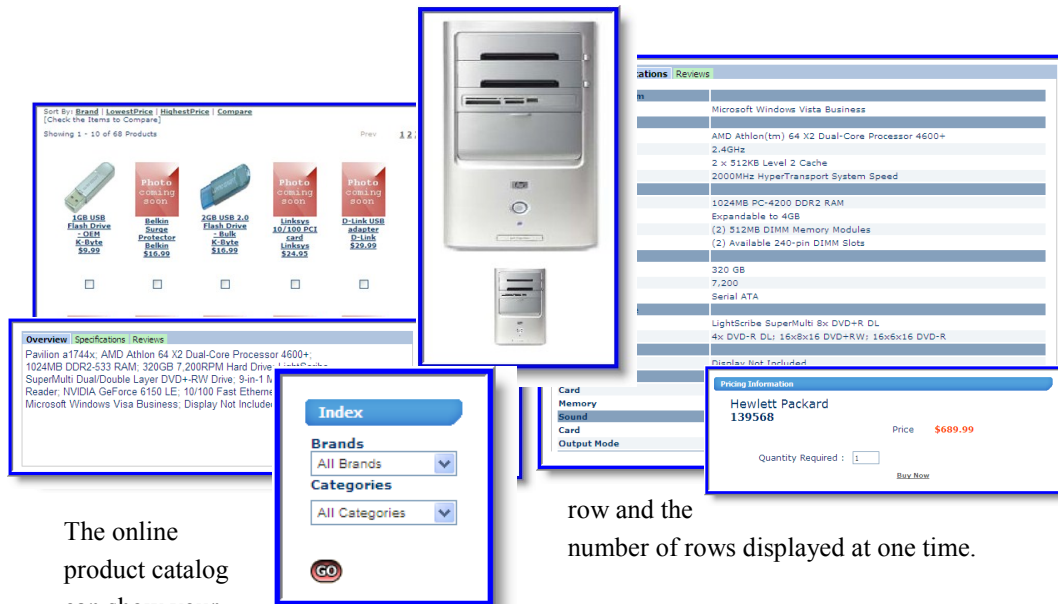 Sort By: Brand | LowestPrice | HighestPrice | Compare
[Check the Items to Compare]
Showing 1 - 10 of 68 Products
Prev
1 2
Photo coming soon
Photo coming soon
Photo coming soon
1GB USB Flash Drive - OEM K-Byte $9.99
Belkin Surge Protector Belkin $16.99
2GB USB 2.0 Flash Drive - Bulk K-Byte $16.99
Linksys 10/100 PCI card Linksys $24.95
D-Link USB adapter D-Link $29.99
Overview Specifications Reviews
Pavilion a1744x; AMD Athlon 64 X2 Dual-Core Processor 4600+;
1024MB DDR2-533 RAM; 320GB 7,200RPM Hard Drive; LightScribe
SuperMulti Dual/Double Layer DVD+-RW Drive; 9-in-1
Reader; NVIDIA GeForce 6150 LE; 10/100 Fast
Microsoft Windows Visa Business; Display Not
Index
Brands
All Brands
Categories
All Categories
GO
hp
Reviews
Microsoft Windows Vista Business
AMD Athlon(tm) 64 X2 Dual-Core Processor 4600+
2.4GHz
2 x 512KB Level 2 Cache
2000MHz HyperTransport System Speed
1024MB PC-4200 DDR2 RAM
Expandable to 4GB
(2) 512MB DIMM Memory Modules
(2) Available 240-pin DIMM Slots
320 GB
7,200
Serial ATA
LightScribe SuperMulti 8x DVD+R DL
4x DVD-R DL; 16x8x16 DVD+RW; 16x6x16 DVD-R
Display Not Included
Card
Memory
Sound
Card
Output Mode
Pricing Information
Hewlett Packard
139568
Price $689.99
Quantity Required : 1
Buy Now
The online
product catalog
can show your
row and the
number of rows displayed at one time.